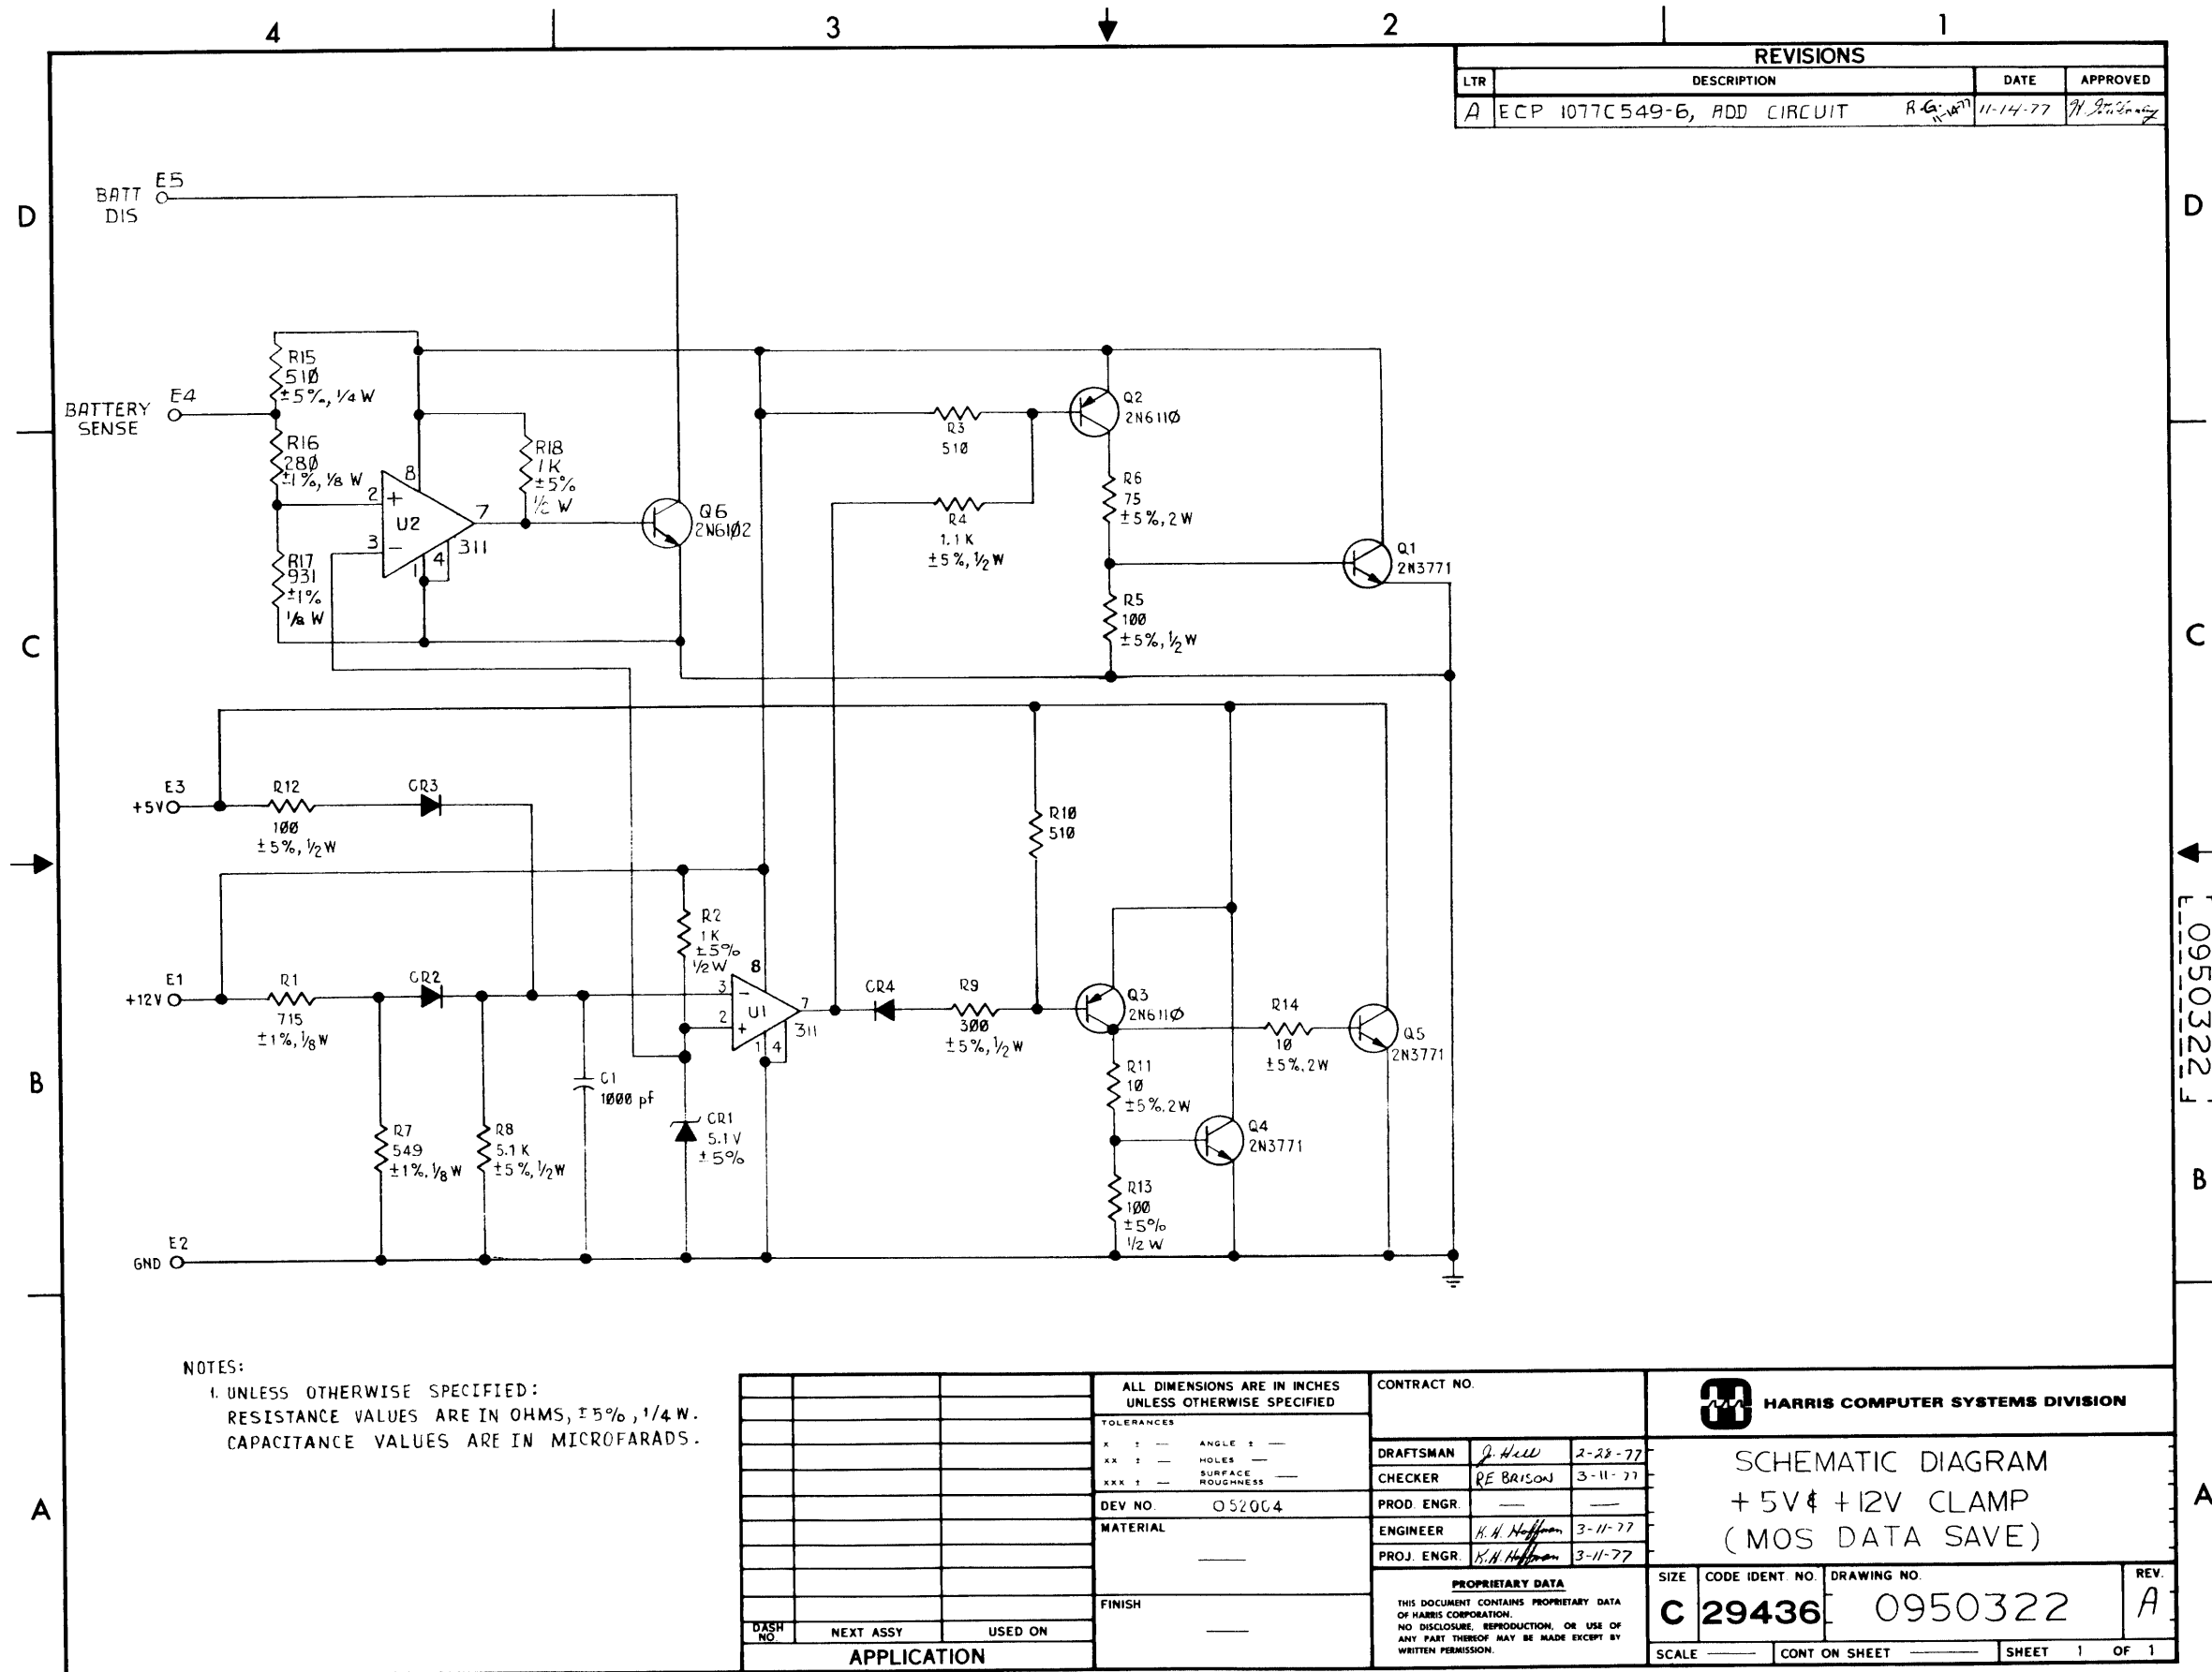 4
3
2
1
REVISIONS
LTR
DESCRIPTION
DATE
APPROVED
A
ECP 1077C549-6, ADD CIRCUIT
R.G. 11-14-77
11-14-77
D
D
BATT DIS
E5
BATTERY SENSE
E4
R15
510
±5%, 1/4 W
R16
280
±1%, 1/8 W
R17
931
±1%
1/8 W
2
+
3
-
8
U2
7
1
4
311
R18
1K
±5%
1/2 W
Q6
2N6102
R3
510
R4
1.1K
±5%, 1/2 W
Q2
2N6110
R6
75
±5%, 2W
R5
100
±5%, 1/2 W
Q1
2N3771
C
C
E3
+5V
R12
100
±5%, 1/2 W
CR3
R10
510
E1
+12V
R1
715
±1%, 1/8 W
CR2
R2
1K
±5%
1/2 W
8
3
-
2
+
U1
7
311
1
4
CR4
R9
300
±5%, 1/2 W
Q3
2N6110
R14
10
±5%, 2W
Q5
2N3771
B
B
C1
1000 pf
CR1
5.1V
±5%
R7
549
±1%, 1/8 W
R8
5.1K
±5%, 1/2 W
R11
10
±5%, 2W
Q4
2N3771
R13
100
±5%
1/2 W
E2
GND
0950322
NOTES:
1. UNLESS OTHERWISE SPECIFIED:
RESISTANCE VALUES ARE IN OHMS, ±5%, 1/4 W.
CAPACITANCE VALUES ARE IN MICROFARADS.
A
A
DASH NO.
NEXT ASSY
USED ON
APPLICATION
ALL DIMENSIONS ARE IN INCHES
UNLESS OTHERWISE SPECIFIED
TOLERANCES
X ± — ANGLE ± —
XX ± — HOLES —
XXX ± — SURFACE ROUGHNESS —
DEV NO. 052004
MATERIAL
FINISH
CONTRACT NO.
DRAFTSMAN J. Hill 2-28-77
CHECKER RE BRISON 3-11-77
PROD. ENGR. — —
ENGINEER K.H. Hoffman 3-11-77
PROJ. ENGR. K.H. Hoffman 3-11-77
PROPRIETARY DATA
THIS DOCUMENT CONTAINS PROPRIETARY DATA
OF HARRIS CORPORATION.
NO DISCLOSURE, REPRODUCTION, OR USE OF
ANY PART THEREOF MAY BE MADE EXCEPT BY
WRITTEN PERMISSION.
HARRIS COMPUTER SYSTEMS DIVISION
SCHEMATIC DIAGRAM
+5V & +12V CLAMP
(MOS DATA SAVE)
SIZE
C
CODE IDENT. NO.
29436
DRAWING NO.
0950322
REV.
A
SCALE —
CONT ON SHEET —
SHEET 1 OF 1